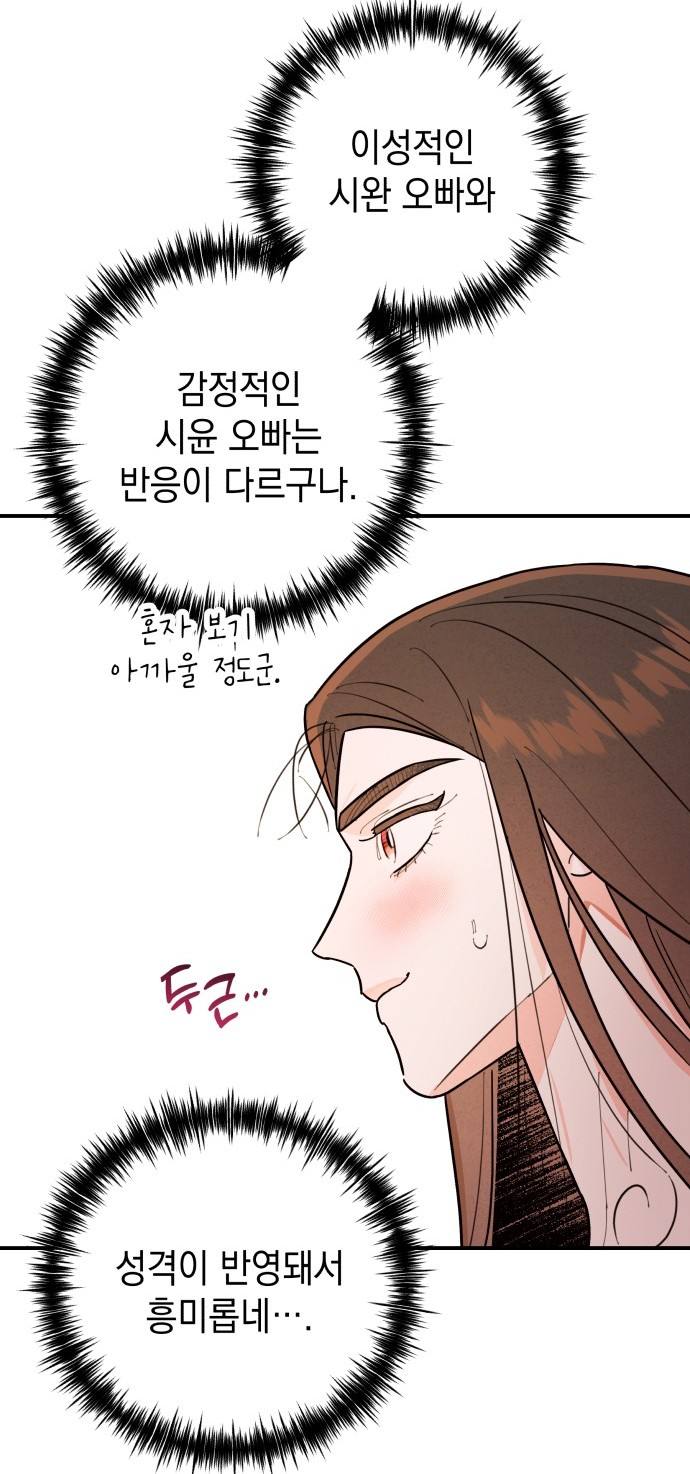 이성적인
시완 오빠와
감정적인
시윤 오빠는
반응이 다르구나.
혼자 보기
아까울 정도군.
두근...
성격이 반영돼서
흥미롭네….